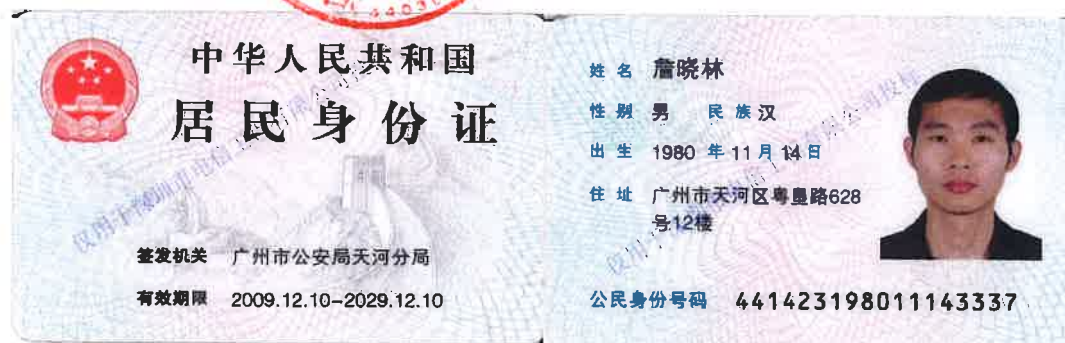 中华人民共和国
居民身份证
签发机关 广州市公安局天河分局
有效期限 2009.12.10-2029.12.10
姓名 詹晓林
性别 男 民族 汉
出生 1980 年 11 月 14 日
住址 广州市天河区粤垦路628
号12楼
公民身份号码 441423198011143337